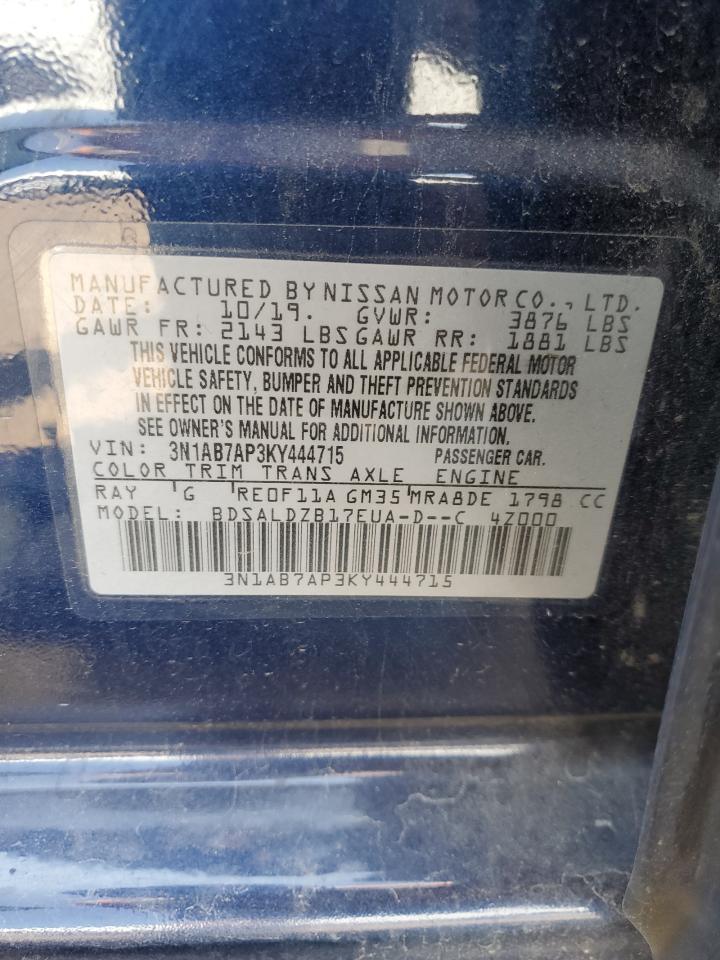 MANUFACTURED BY NISSAN MOTOR CO., LTD.
DATE: 10/19. GVWR: 3876 LBS
GAWR FR: 2143 LBS GAWR RR: 1881 LBS
THIS VEHICLE CONFORMS TO ALL APPLICABLE FEDERAL MOTOR
VEHICLE SAFETY, BUMPER AND THEFT PREVENTION STANDARDS
IN EFFECT ON THE DATE OF MANUFACTURE SHOWN ABOVE.
SEE OWNER'S MANUAL FOR ADDITIONAL INFORMATION.
VIN: 3N1AB7AP3KY444715 PASSENGER CAR.
COLOR TRIM TRANS AXLE ENGINE
RAY G RE0F11A GM35 MRA8DE 1798 CC
MODEL: BDSALDZB17EUA-D--C 4Z000
3N1AB7AP3KY444715